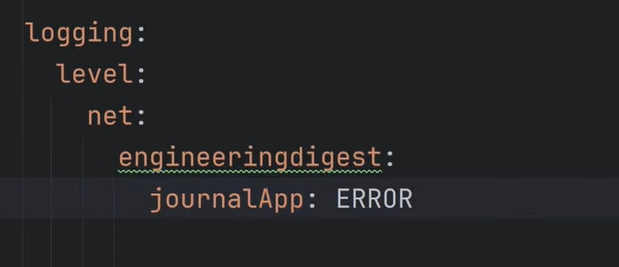 logging:
  level:
    net:
      engineeringdigest:
        journalApp: ERROR